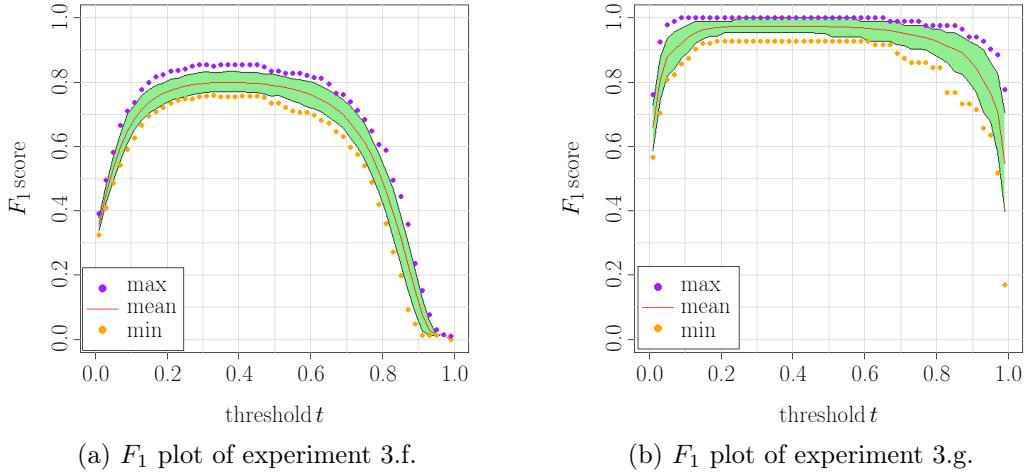 F₁ score
0.0 0.2 0.4 0.6 0.8 1.0
max
mean
min
0.0 0.2 0.4 0.6 0.8 1.0
threshold t
(a) F₁ plot of experiment 3.f.
F₁ score
0.0 0.2 0.4 0.6 0.8 1.0
max
mean
min
0.0 0.2 0.4 0.6 0.8 1.0
threshold t
(b) F₁ plot of experiment 3.g.